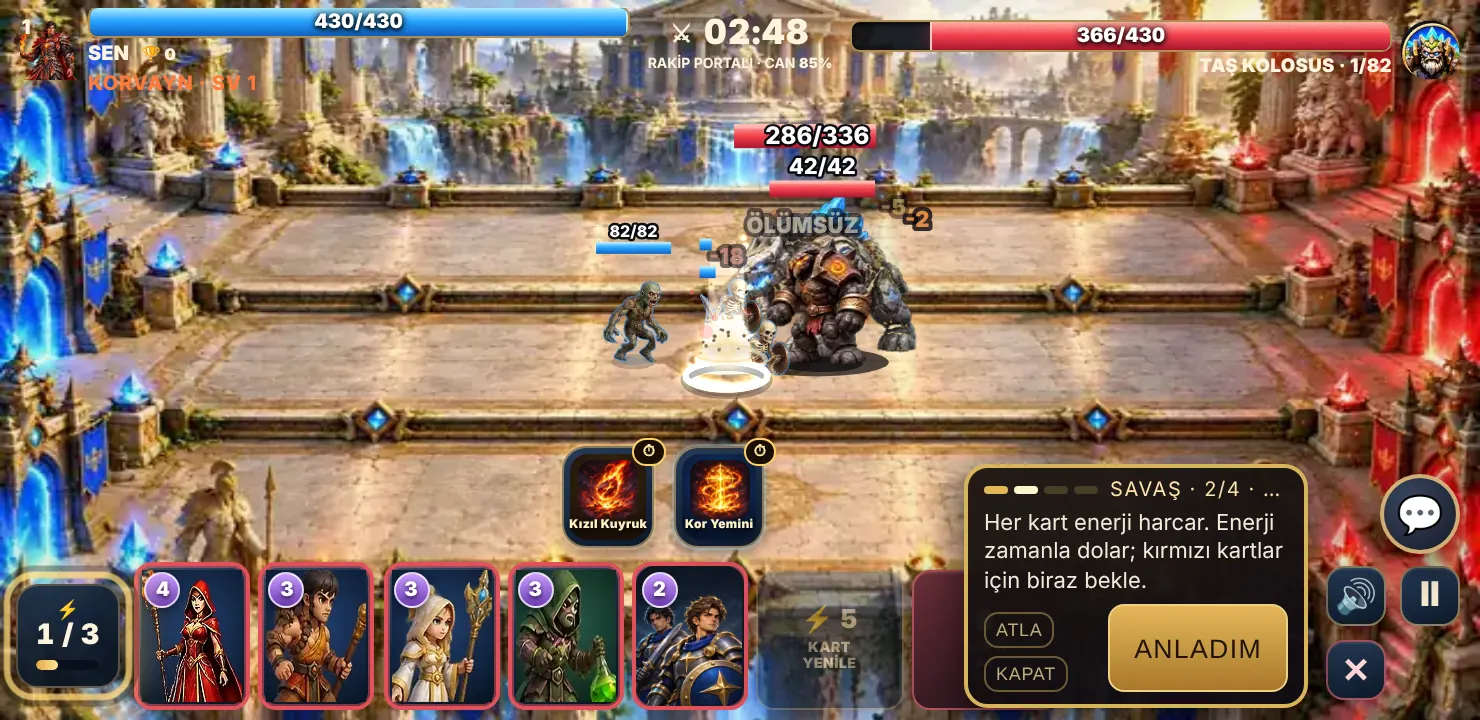 1
430/430
SEN 🏆 0
KORVAYN · SV 1
⚔ 02:48
RAKİP PORTALI · CAN 85%
366/430
TAŞ KOLOSUS · 1/82
286/336
42/42
-5
-2
ÖLÜMSÜZ
82/82
-18
Kızıl Kuyruk
Kor Yemini
SAVAŞ · 2/4 · ...
Her kart enerji harcar. Enerji
zamanla dolar; kırmızı kartlar
için biraz bekle.
ATLA
KAPAT
ANLADIM
1 / 3
4
3
3
3
2
5
KART
YENİLE